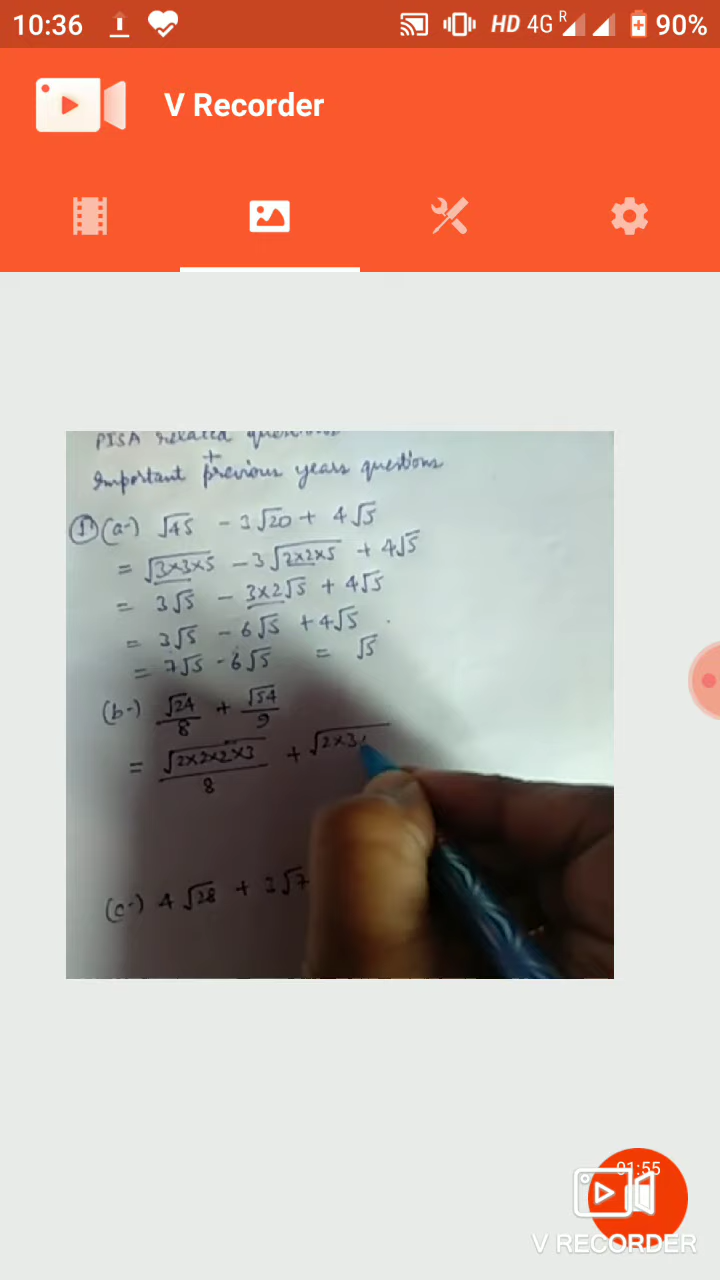 10:36 HD 4G R 90%
V Recorder
PISA related questions
+
Important previous years questions
① (a-) √45 - 3√20 + 4√5
= √3×3×5 - 3√2×2×5 + 4√5
= 3√5 - 3×2√5 + 4√5
= 3√5 - 6√5 + 4√5
= 7√5 - 6√5 = √5
(b-) √24/8 + √54/9
= √2×2×2×3/8 + √2×3
(c-) 4√28 + 3√7
01:55
V RECORDER